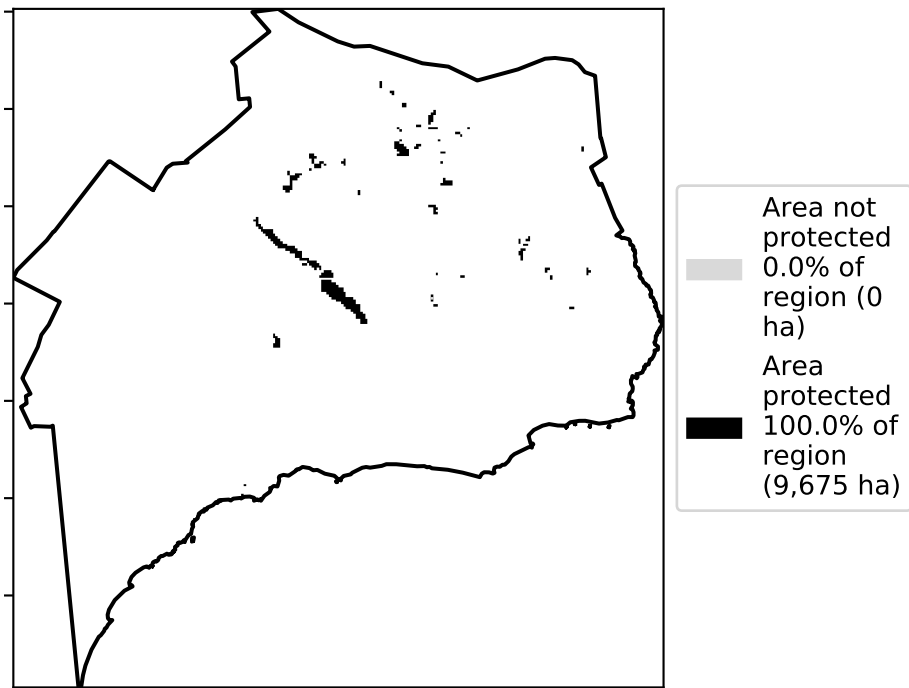 Area not
protected
0.0% of
region (0
ha)
Area
protected
100.0% of
region
(9,675 ha)